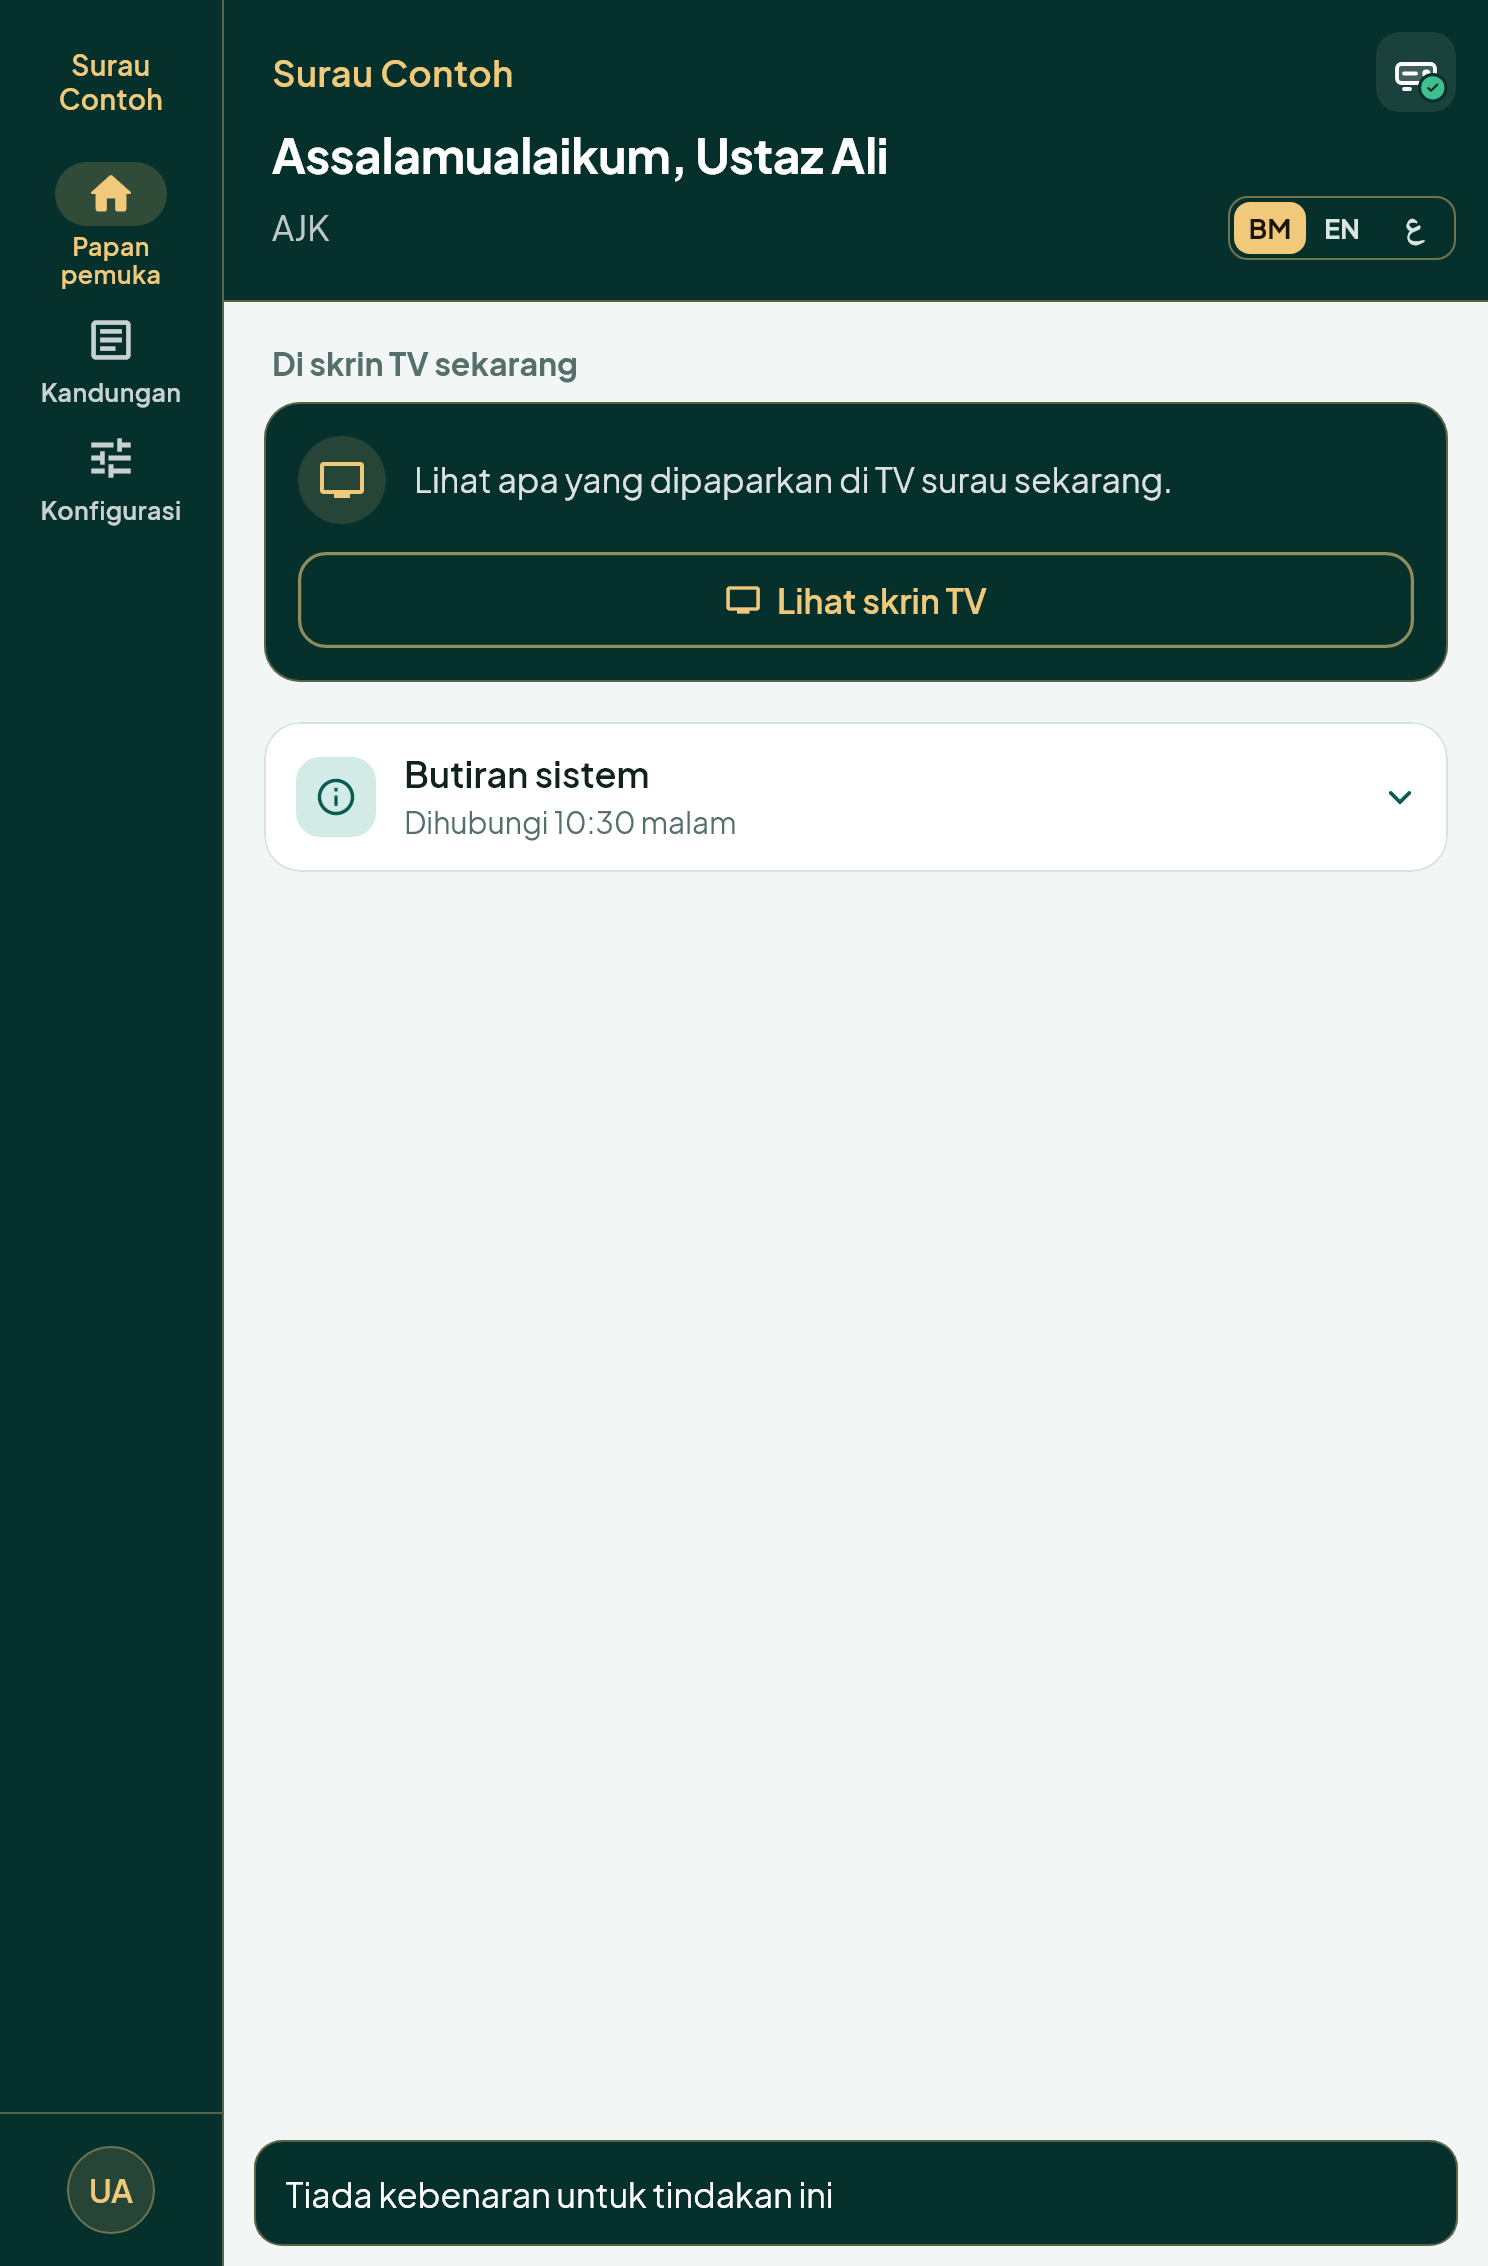 Surau
Contoh
Papan
pemuka
Kandungan
Konfigurasi
UA
Surau Contoh
Assalamualaikum, Ustaz Ali
AJK
BM EN ع
Di skrin TV sekarang
Lihat apa yang dipaparkan di TV surau sekarang.
Lihat skrin TV
Butiran sistem
Dihubungi 10:30 malam
Tiada kebenaran untuk tindakan ini